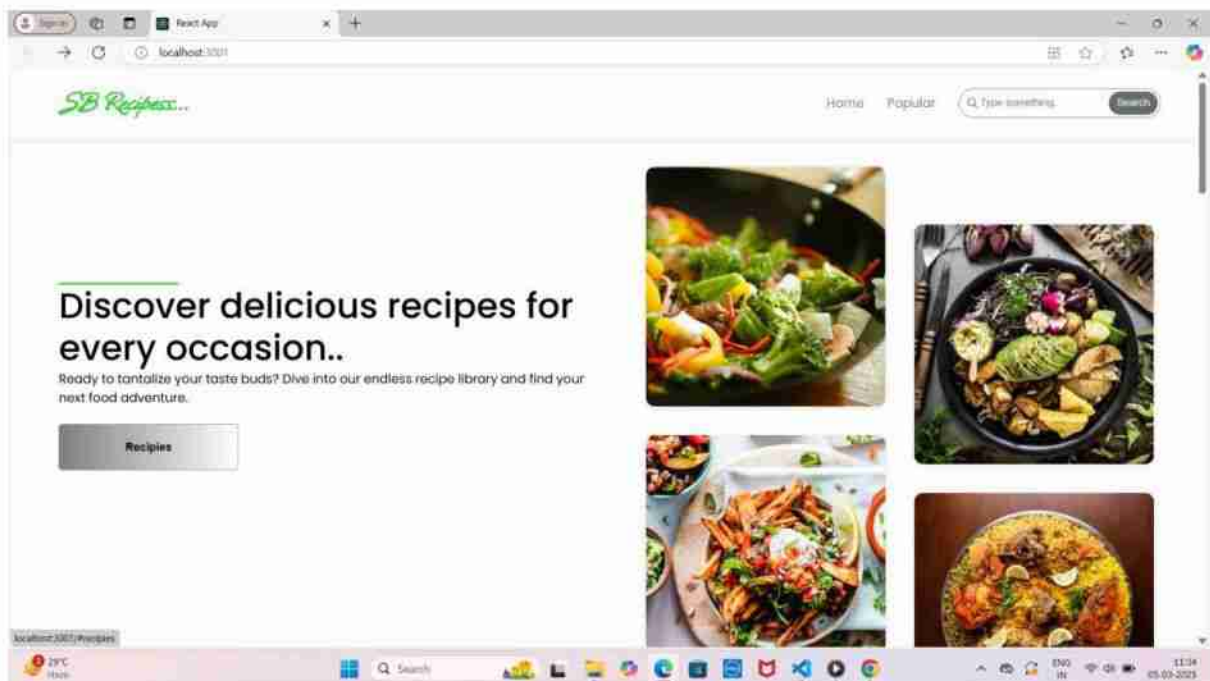 Sign in
React App
localhost:3001
SB Recipess..
Home Popular Type something. Search
Discover delicious recipes for
every occasion..
Ready to tantalize your taste buds? Dive into our endless recipe library and find your
next food adventure.
Recipies
localhost:3001/#recipies
29°C
Haze
Search
ENG
IN
11:34
05-03-2025